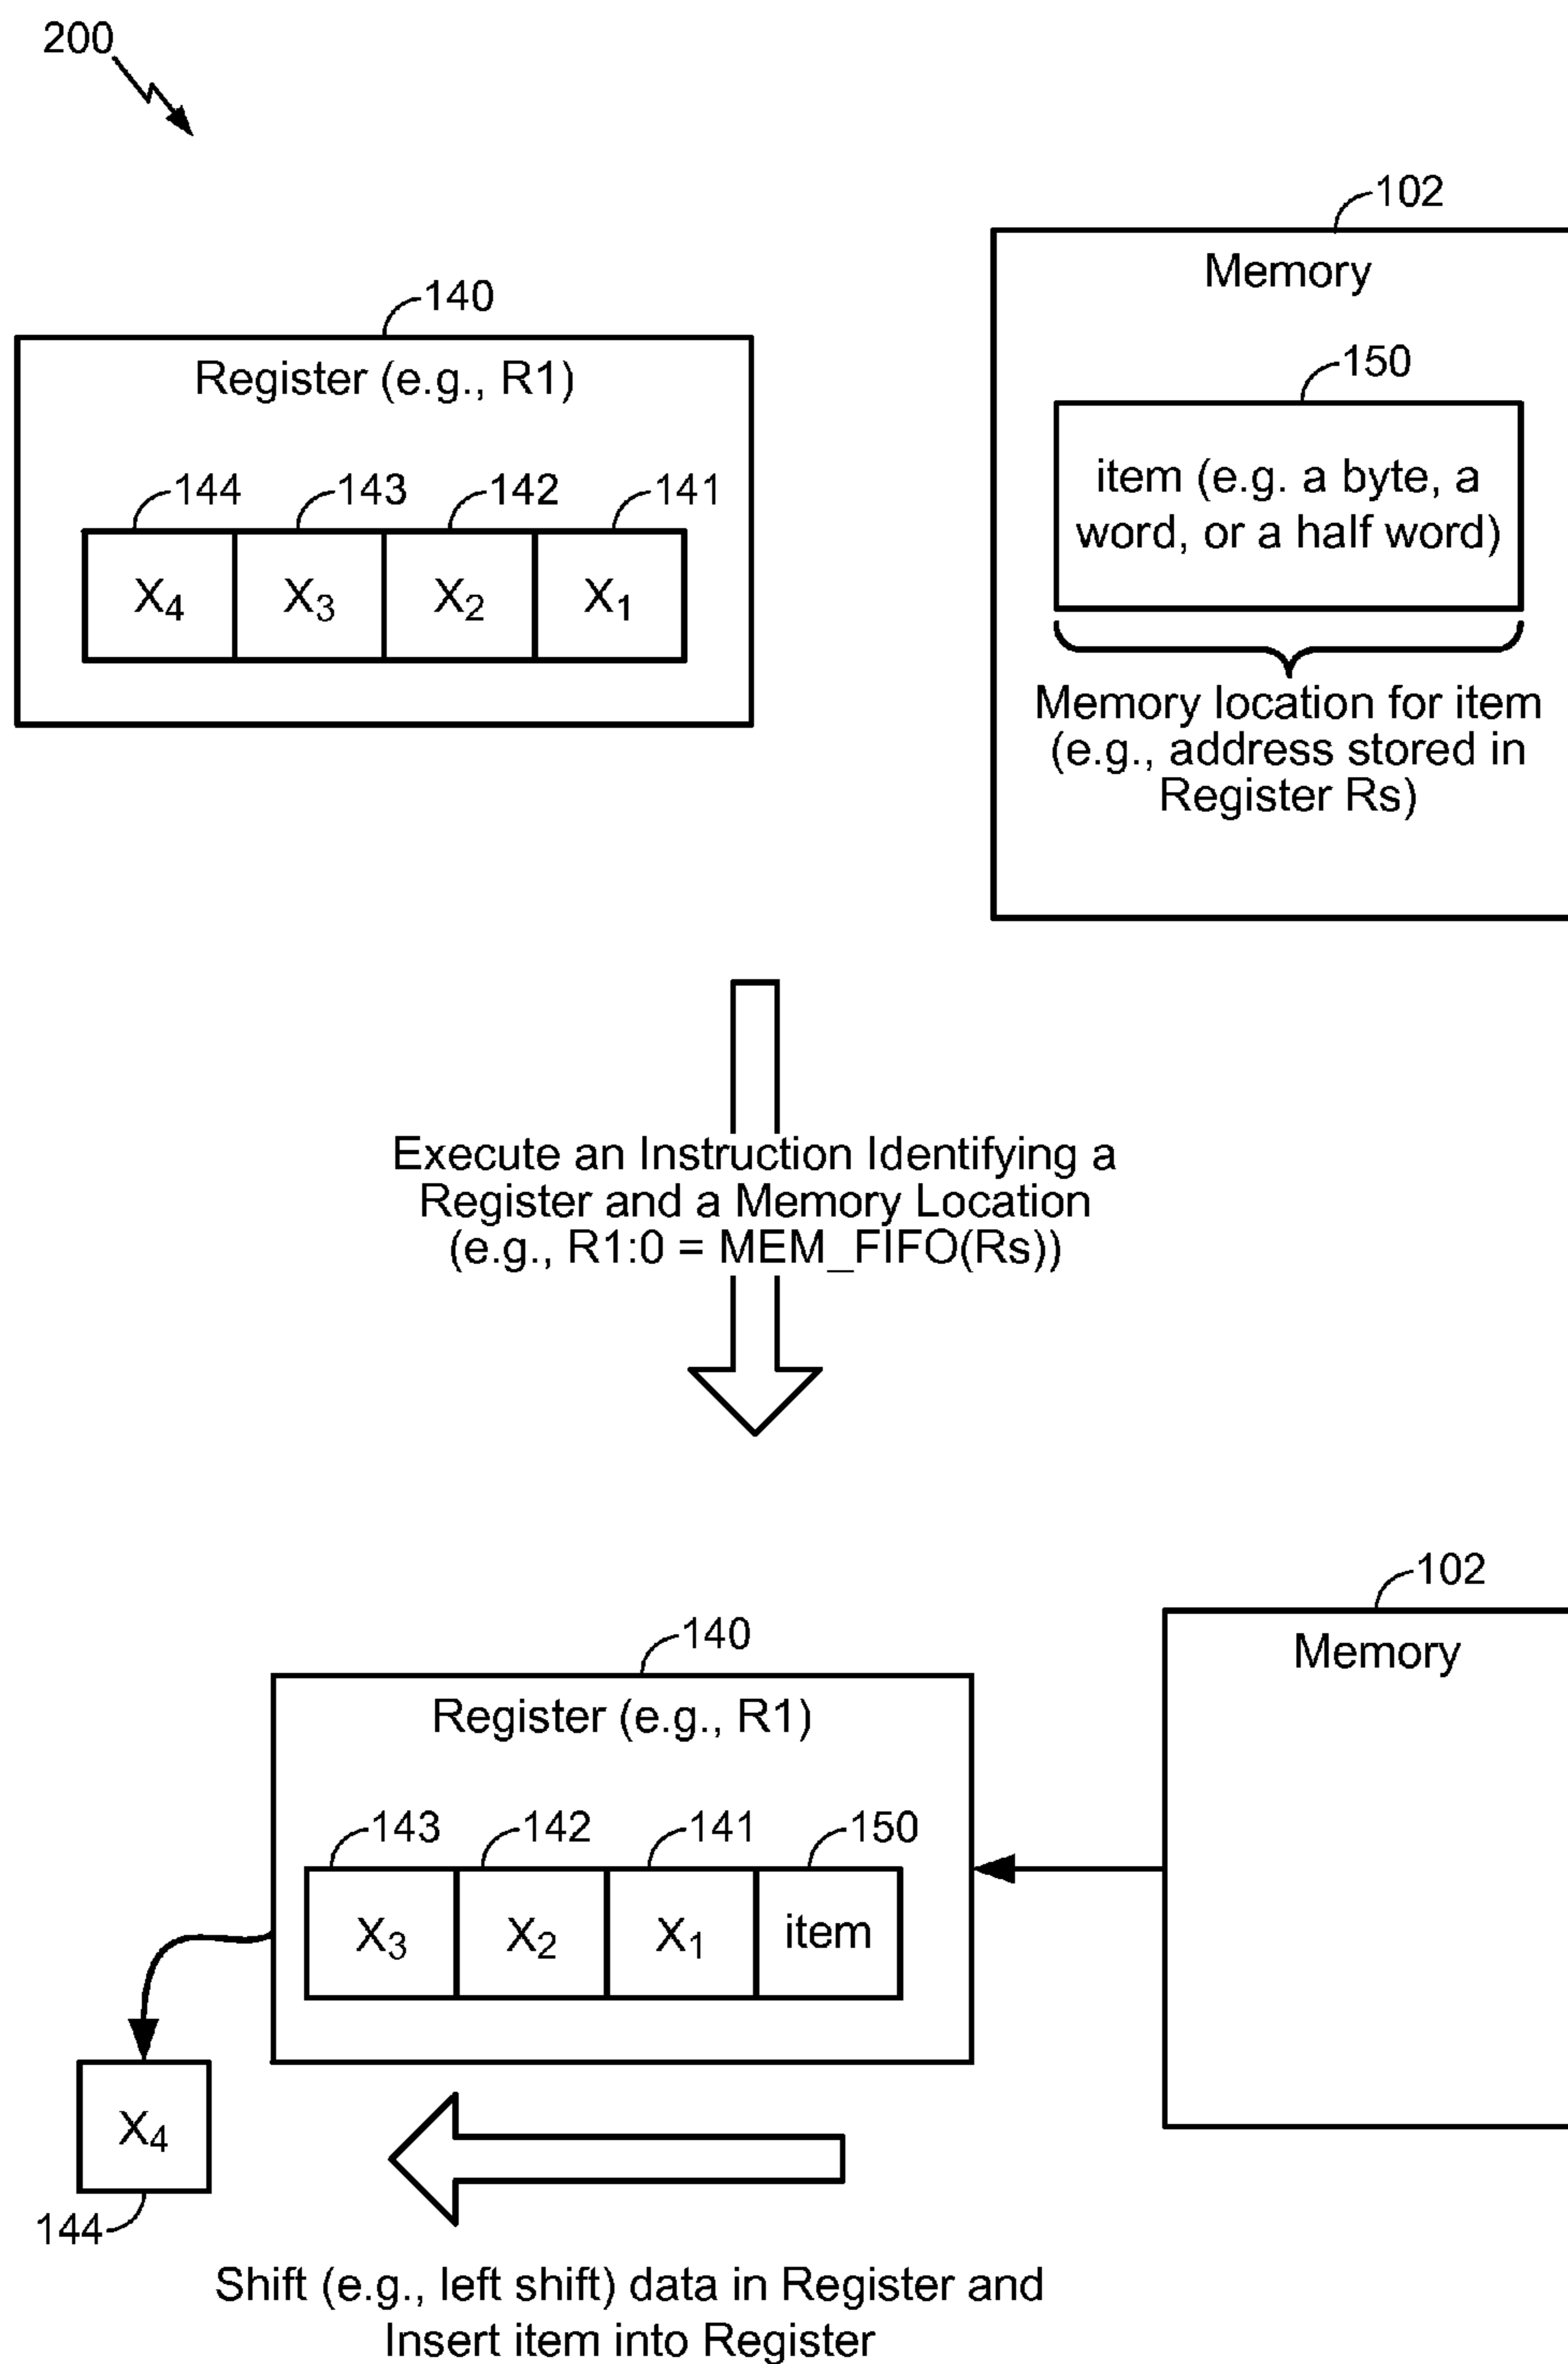 200
102
Memory
140
Register (e.g., R1)
150
item (e.g. a byte, a
word, or a half word)
144 143 142 141
X4 X3 X2 X1
Memory location for item
(e.g., address stored in
Register Rs)
Execute an Instruction Identifying a
Register and a Memory Location
(e.g., R1:0 = MEM_FIFO(Rs))
102
Memory
140
Register (e.g., R1)
143 142 141 150
X3 X2 X1 item
X4
144
Shift (e.g., left shift) data in Register and
Insert item into Register